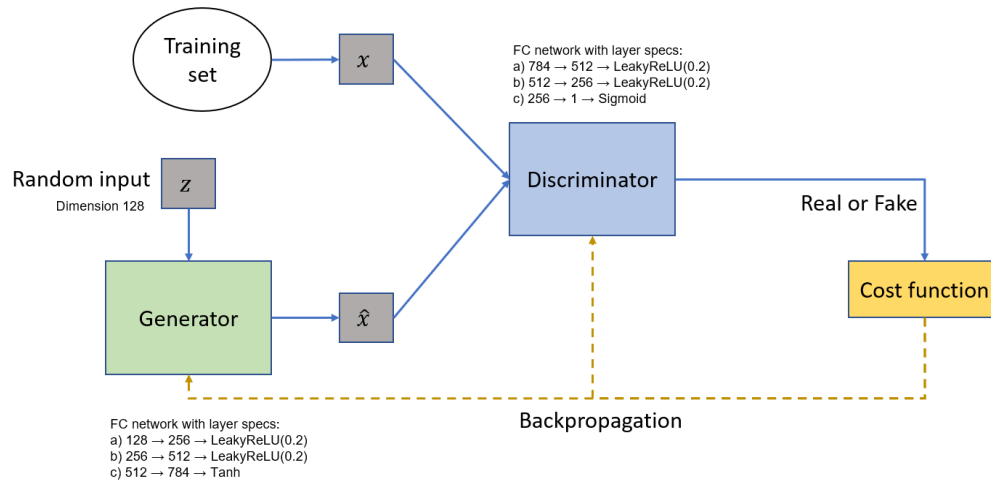 Training
set
x
FC network with layer specs:
a) 784 → 512 → LeakyReLU(0.2)
b) 512 → 256 → LeakyReLU(0.2)
c) 256 → 1 → Sigmoid
Random input
Dimension 128
z
Discriminator
Real or Fake
Generator
x̂
Cost function
Backpropagation
FC network with layer specs:
a) 128 → 256 → LeakyReLU(0.2)
b) 256 → 512 → LeakyReLU(0.2)
c) 512 → 784 → Tanh